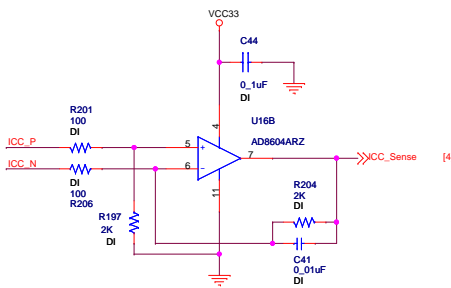 VCC33
C44
0_1uF
DI
U16B
AD8604ARZ
4
R201
100
DI
ICC_P
5
+
7
ICC_Sense
[4
ICC_N
6
-
DI
100
R206
11
R204
2K
DI
R197
2K
DI
C41
0_01uF
DI